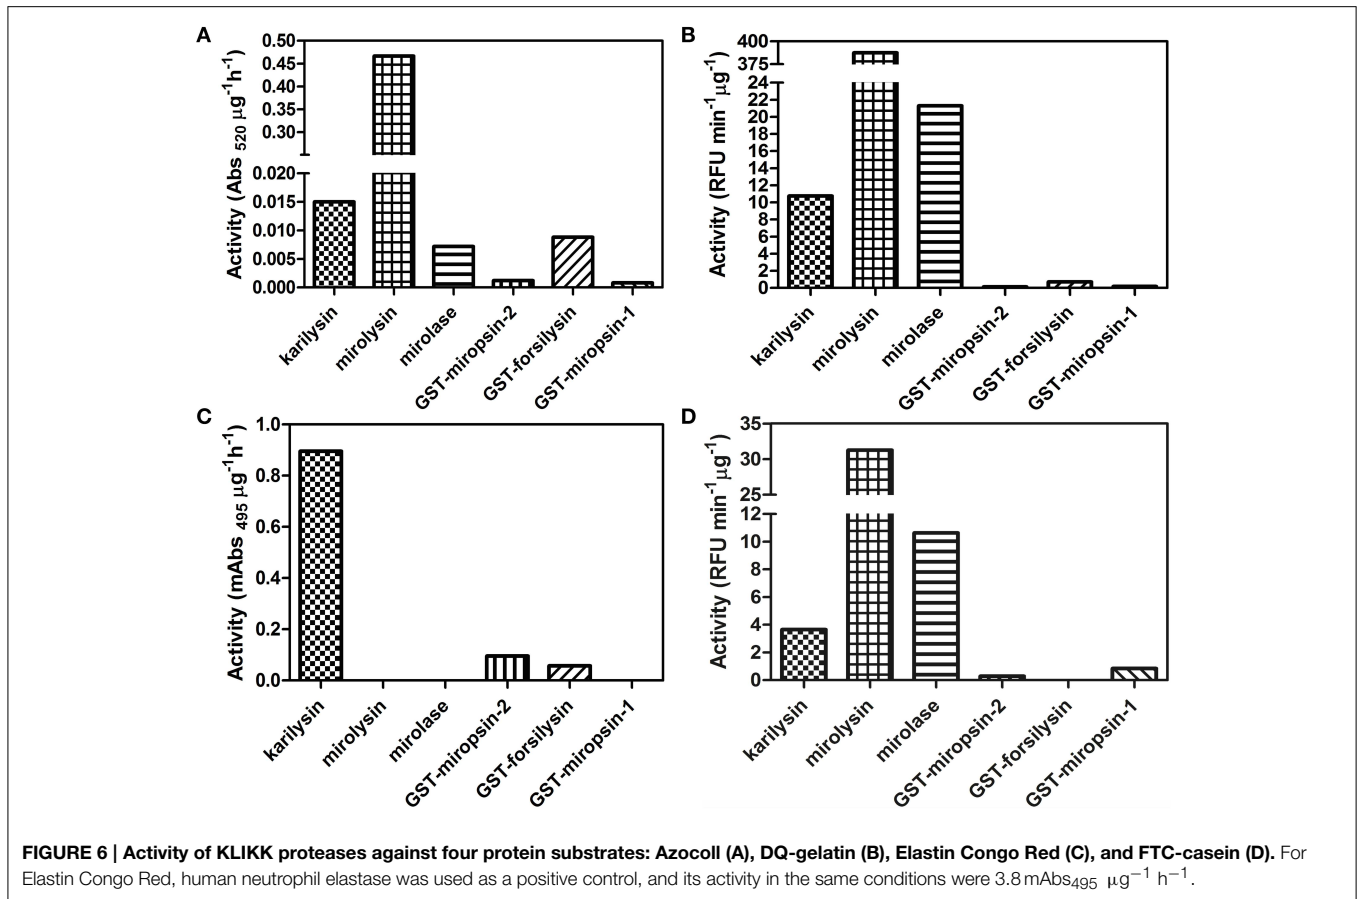 A
Activity (Abs 520 μg-1h-1)
0.50
0.45
0.40
0.35
0.30
0.020
0.015
0.010
0.005
0.000
karilysin
mirolysin
mirolase
GST-miropsin-2
GST-forsilysin
GST-miropsin-1
B
Activity (RFU min-1μg-1)
400
375
24
22
20
18
16
14
12
10
8
6
4
2
0
karilysin
mirolysin
mirolase
GST-miropsin-2
GST-forsilysin
GST-miropsin-1
C
Activity (mAbs 495 μg-1h-1)
1.0
0.8
0.6
0.4
0.2
0.0
karilysin
mirolysin
mirolase
GST-miropsin-2
GST-forsilysin
GST-miropsin-1
D
Activity (RFU min-1μg-1)
35
30
25
12
10
8
6
4
2
0
karilysin
mirolysin
mirolase
GST-miropsin-2
GST-forsilysin
GST-miropsin-1
FIGURE 6 | Activity of KLIKK proteases against four protein substrates: Azocoll (A), DQ-gelatin (B), Elastin Congo Red (C), and FTC-casein (D). For
Elastin Congo Red, human neutrophil elastase was used as a positive control, and its activity in the same conditions were 3.8 mAbs495 μg−1 h−1.